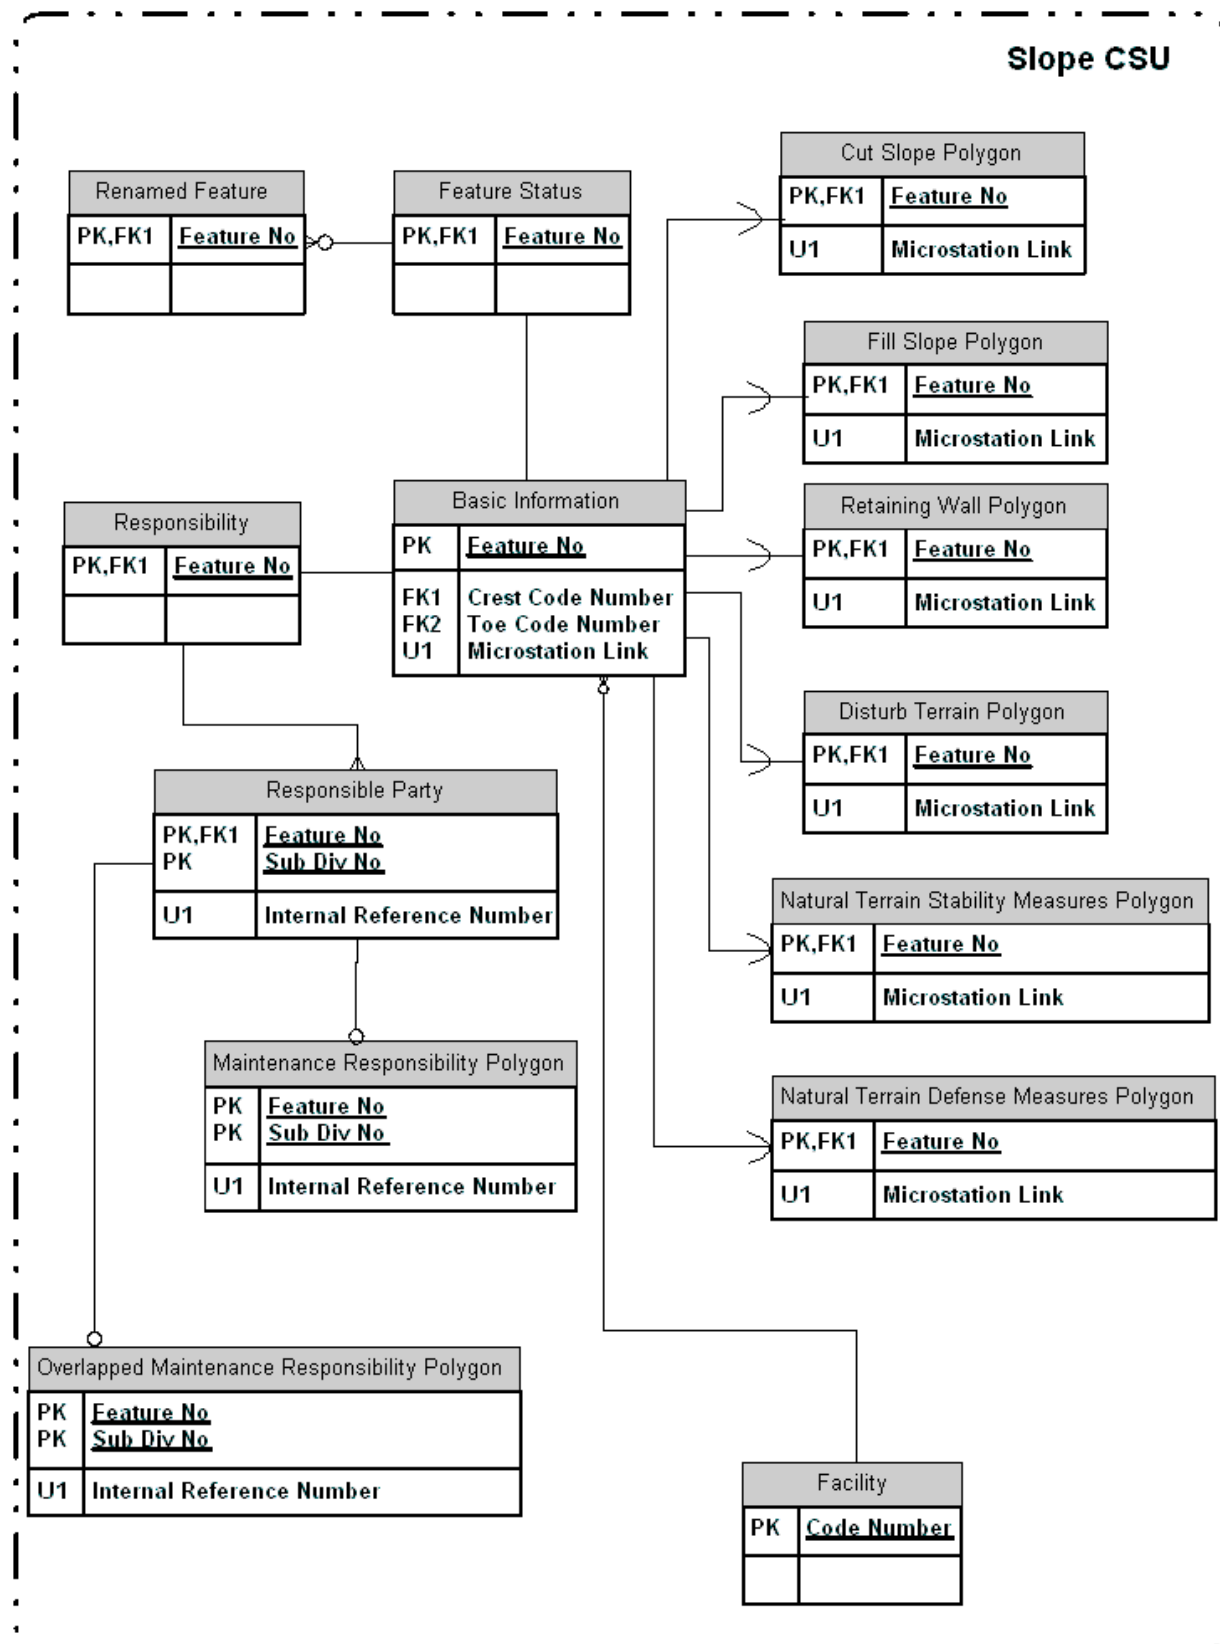 Slope CSU
Cut Slope Polygon
PK,FK1 Feature No
U1 Microstation Link
Renamed Feature
PK,FK1 Feature No
Feature Status
PK,FK1 Feature No
Fill Slope Polygon
PK,FK1 Feature No
U1 Microstation Link
Basic Information
PK Feature No
FK1 Crest Code Number
FK2 Toe Code Number
U1 Microstation Link
Retaining Wall Polygon
PK,FK1 Feature No
U1 Microstation Link
Responsibility
PK,FK1 Feature No
Disturb Terrain Polygon
PK,FK1 Feature No
U1 Microstation Link
Responsible Party
PK,FK1 Feature No
PK Sub Div No
U1 Internal Reference Number
Natural Terrain Stability Measures Polygon
PK,FK1 Feature No
U1 Microstation Link
Maintenance Responsibility Polygon
PK Feature No
PK Sub Div No
U1 Internal Reference Number
Natural Terrain Defense Measures Polygon
PK,FK1 Feature No
U1 Microstation Link
Overlapped Maintenance Responsibility Polygon
PK Feature No
PK Sub Div No
U1 Internal Reference Number
Facility
PK Code Number